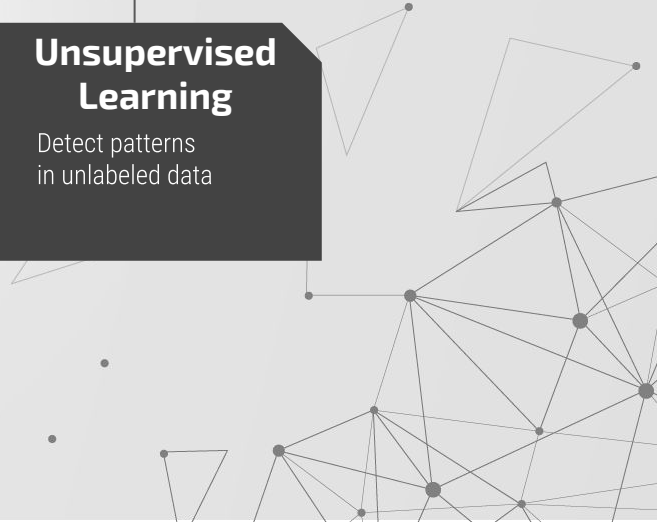 Unsupervised
Learning
Detect patterns
in unlabeled data